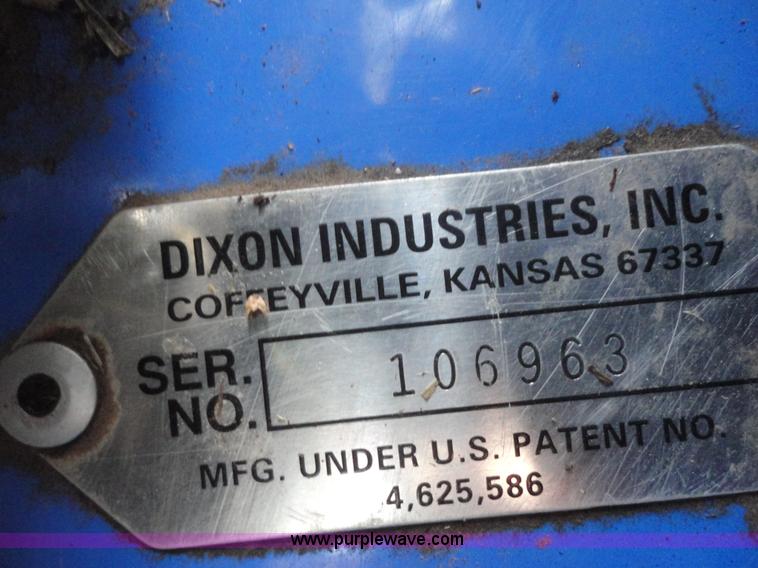 DIXON INDUSTRIES, INC.
COFFEYVILLE, KANSAS 67337
SER. NO. 106963
MFG. UNDER U.S. PATENT NO.
4,625,586
www.purplewave.com